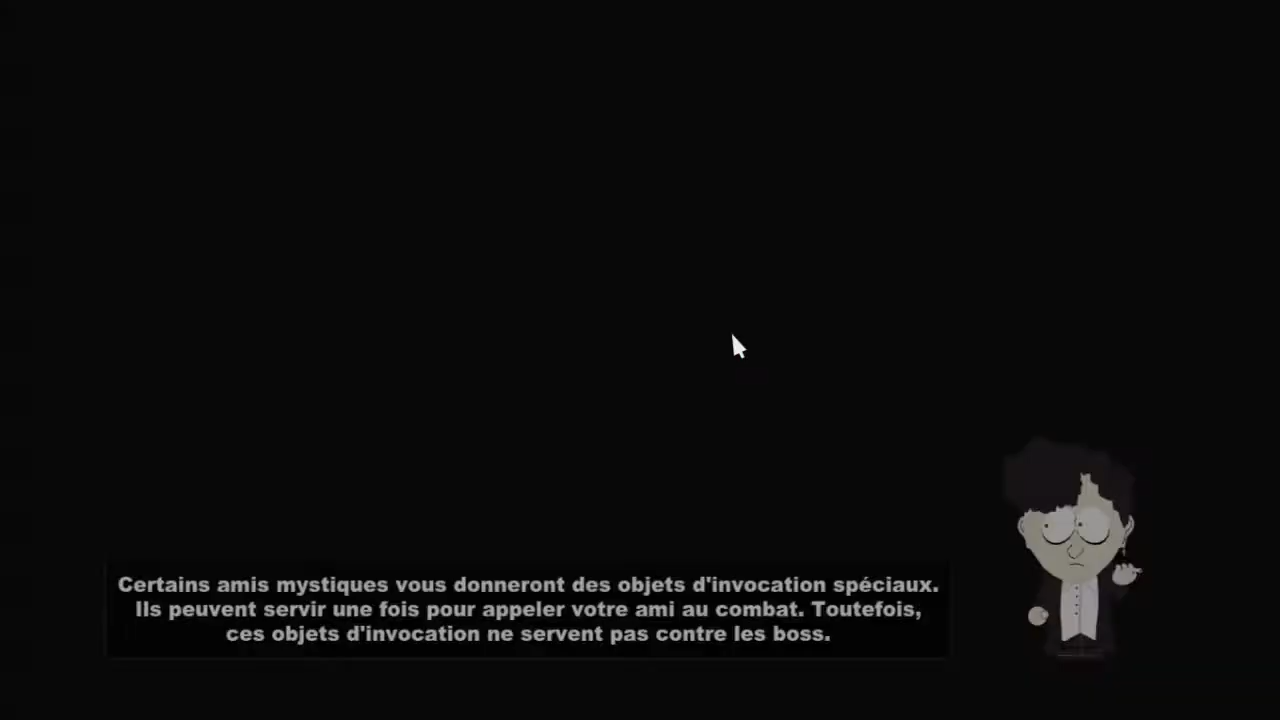 Certains amis mystiques vous donneront des objets d'invocation spéciaux.
Ils peuvent servir une fois pour appeler votre ami au combat. Toutefois,
ces objets d'invocation ne servent pas contre les boss.